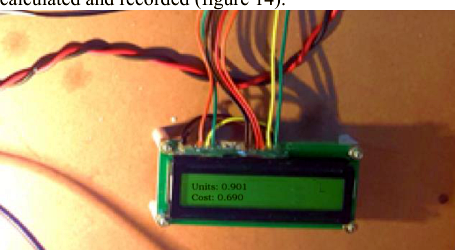 calculated and recorded (figure 14).
Units: 0.901
Cost: 0.690